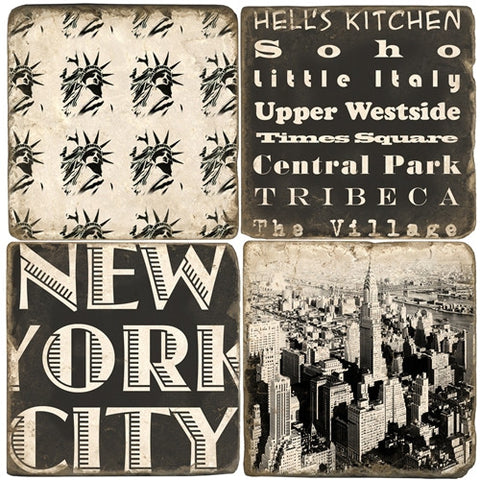 HELL'S KITCHEN
Soho
Little Italy
Upper Westside
Times Square
Central Park
TRIBECA
The Village
NEW
YORK
CITY